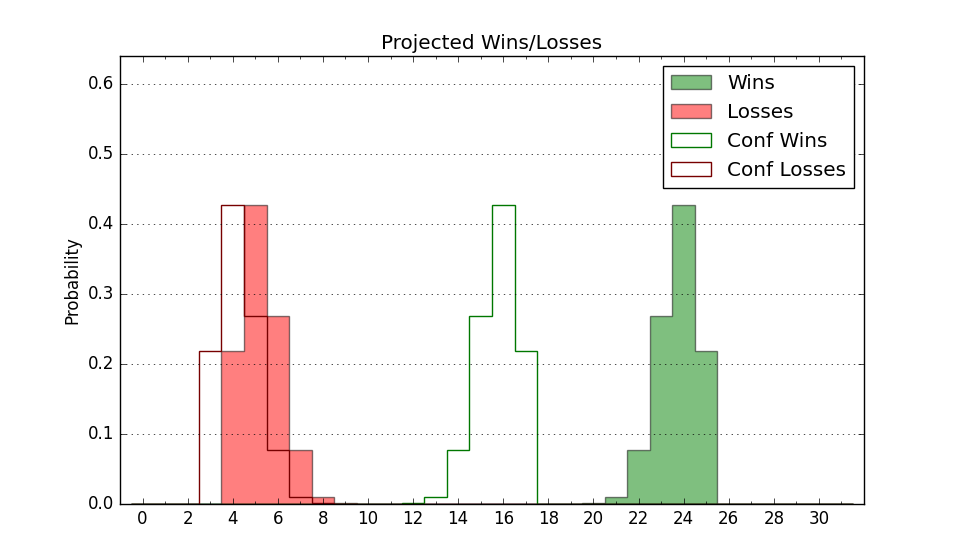 Projected Wins/Losses
Wins
Losses
Conf Wins
Conf Losses
Probability
0.6
0.5
0.4
0.3
0.2
0.1
0.0
0 2 4 6 8 10 12 14 16 18 20 22 24 26 28 30